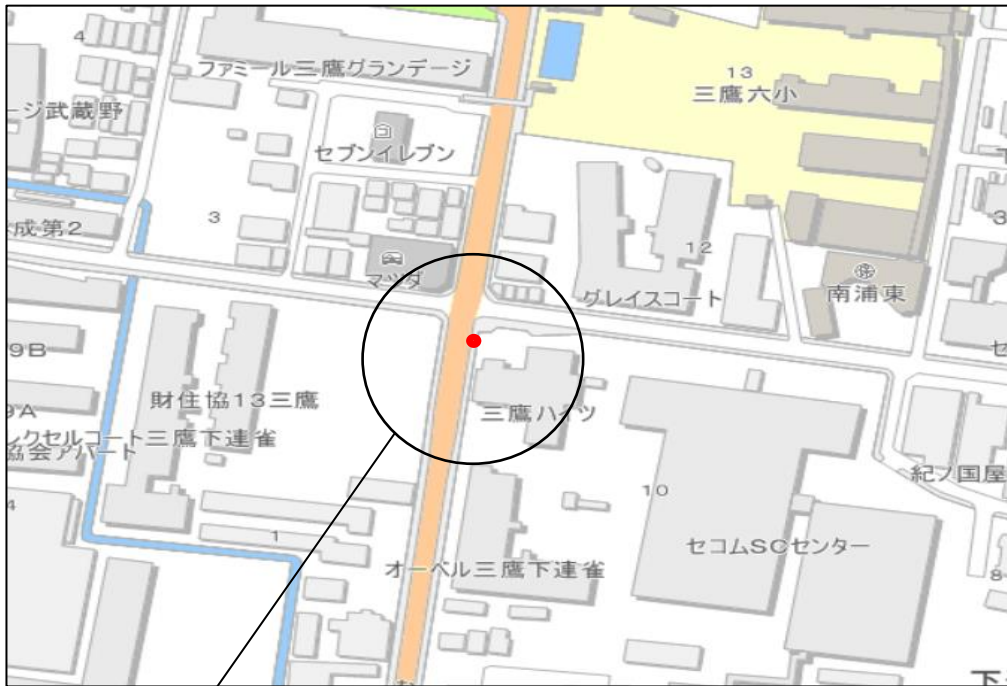 4
ファミール三鷹グランデージ
13
三鷹六小
ージ武蔵野
セブンイレブン
3
成第2
12
マツダ
グレイスコート
南浦東
9B
財住協13三鷹
三鷹ハイツ
9A
レクセルコート三鷹下連雀
協会アパート
紀ノ国屋
10
4
1
セコムSCセンター
オーベル三鷹下連雀
8
下